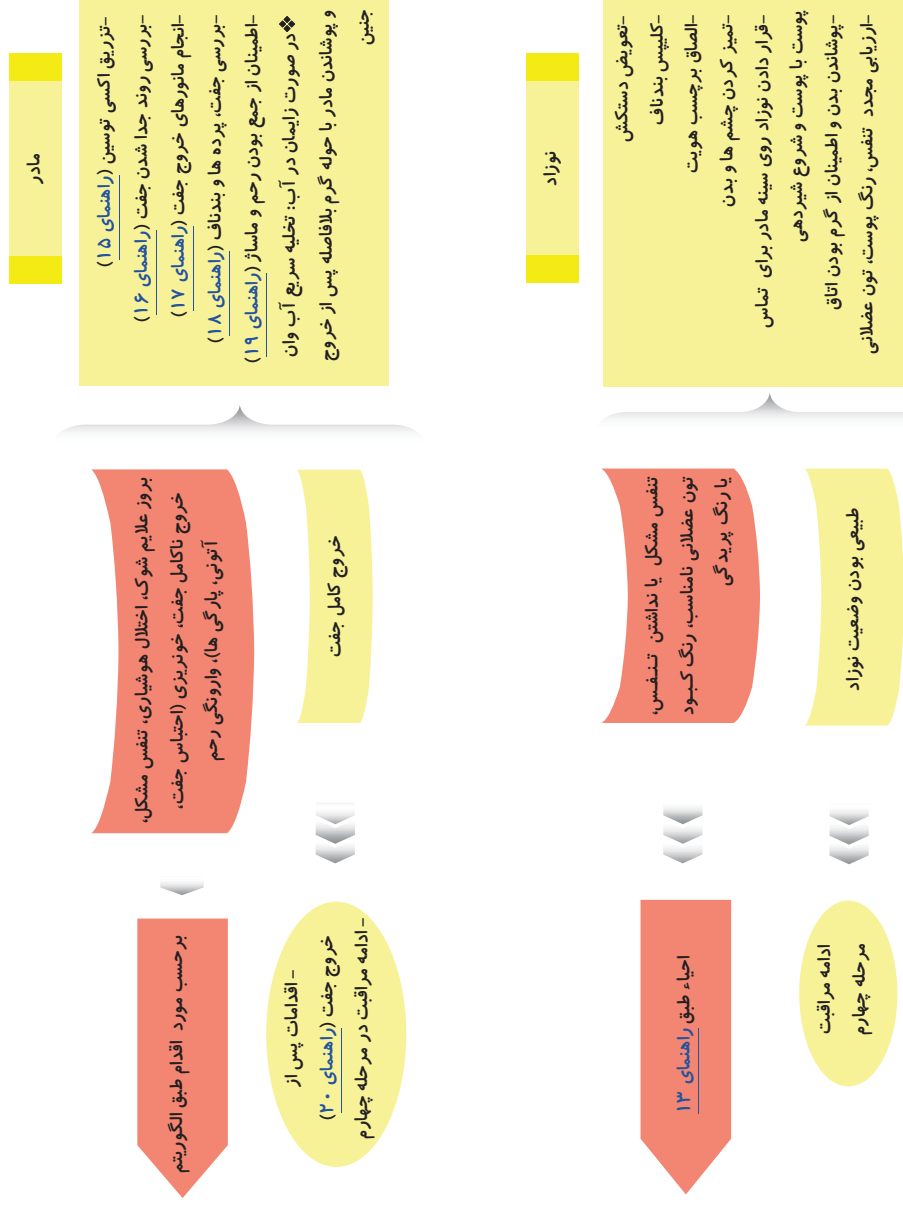 مادر
-تزریق اکسی توسین (راهنمای ۱۵)
-بررسی روند جدا شدن جفت (راهنمای ۱۶)
-انجام مانورهای خروج جفت (راهنمای ۱۷)
-بررسی جفت، پرده ها و بندناف (راهنمای ۱۸)
-اطمینان از جمع بودن رحم و ماساژ (راهنمای ۱۹)
❖در صورت زایمان در آب: تخلیه سریع آب وان
و پوشاندن مادر با حوله گرم بلافاصله پس از خروج
جنین
بروز علایم شوک، اختلال هوشیاری، تنفس مشکل،
خروج ناکامل جفت، خونریزی (احتباس جفت،
آتونی، پارگی ها)، وارونگی رحم
خروج کامل جفت
برحسب مورد اقدام طبق الگوریتم
- اقدامات پس از
خروج جفت (راهنمای ۲۰)
- ادامه مراقبت در مرحله چهارم
نوزاد
-تعویض دستکش
-کلیپس بندناف
-الصاق برچسب هویت
-تمیز کردن چشم ها و بدن
-قرار دادن نوزاد روی سینه مادر برای تماس
پوست با پوست و شروع شیردهی
-پوشاندن بدن و اطمینان از گرم بودن اتاق
-ارزیابی مجدد تنفس، رنگ پوست، تون عضلانی
تنفس مشکل یا نداشتن تـنـفـس،
تون عضلانی نامناسب، رنگ کـبـود
یا رنگ پریدگی
طبیعی بودن وضعیت نوزاد
احیاء طبق راهنمای ۱۳
ادامه مراقبت
مرحله چهارم